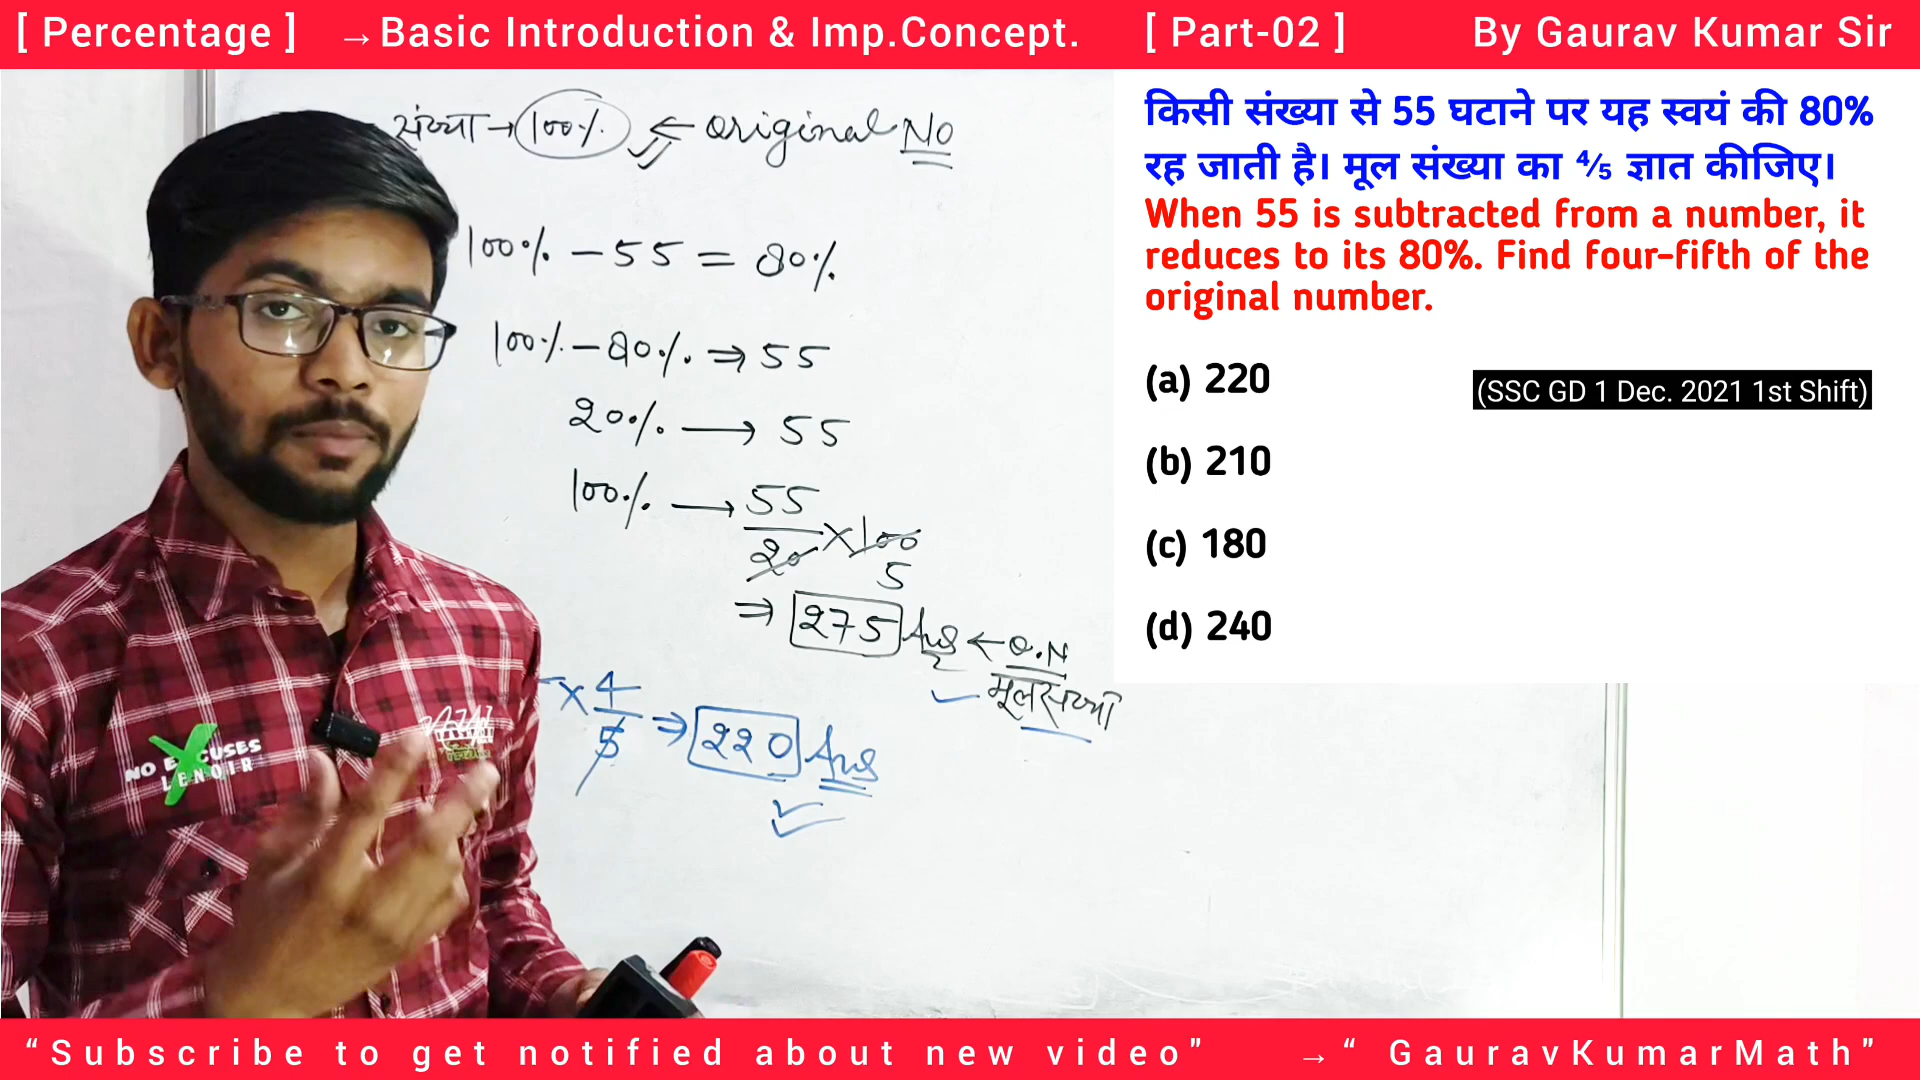 [ Percentage ] →Basic Introduction & Imp.Concept. [ Part-02 ] By Gaurav Kumar Sir
संख्या→100% ← original No
100% – 55 = 80%
100% – 80% ⇒ 55
20% → 55
100% → 55/20 × 100
5
⇒ 275 Ans ← O.N
मूल संख्या
× 4/5 ⇒ 220 Ans
किसी संख्या से 55 घटाने पर यह स्वयं की 80%
रह जाती है। मूल संख्या का ⁴⁄₅ ज्ञात कीजिए।
When 55 is subtracted from a number, it
reduces to its 80%. Find four-fifth of the
original number.
(a) 220
(SSC GD 1 Dec. 2021 1st Shift)
(b) 210
(c) 180
(d) 240
NO EXCUSES
LENOIR
“Subscribe to get notified about new video” →“ GauravKumarMath”